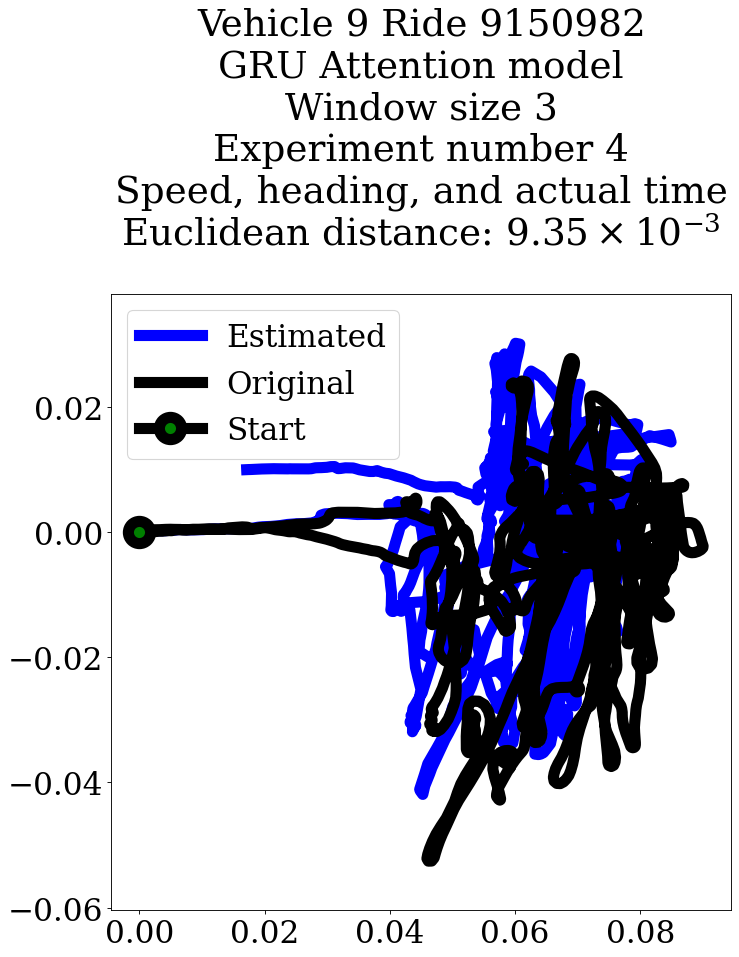 Vehicle 9 Ride 9150982
GRU Attention model
Window size 3
Experiment number 4
Speed, heading, and actual time
Euclidean distance: 9.35 × 10⁻³
Estimated
Original
Start
0.02
0.00
−0.02
−0.04
−0.06
0.00 0.02 0.04 0.06 0.08